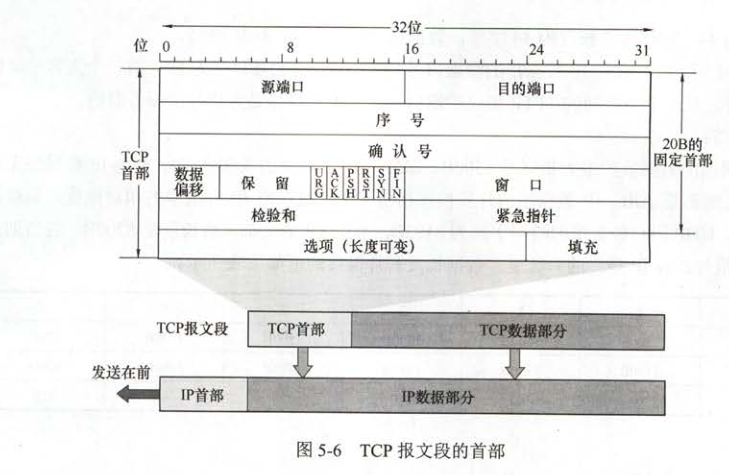 32位
位 0 8 16 24 31
源端口 目的端口
序 号
确 认 号
TCP
首部
20B的
固定首部
数据
偏移
保 留
URG
ACK
PSH
RST
SYN
FIN
窗 口
检验和 紧急指针
选项（长度可变） 填充
TCP报文段 TCP首部 TCP数据部分
发送在前
IP首部 IP数据部分
图 5-6 TCP 报文段的首部